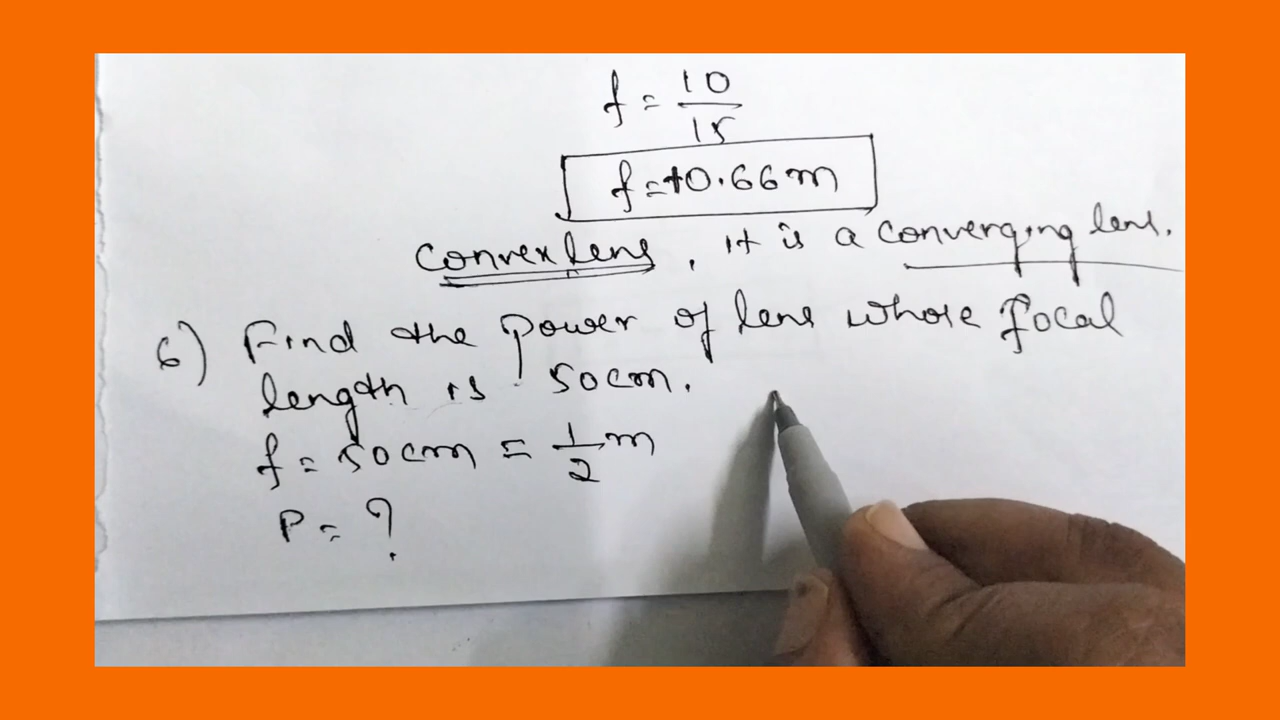 f = 10/15
f = +0.66m
Convex lens, it is a converging lens.
6) Find the power of lens whose focal
length is 50cm.
f = 50cm = 1/2 m
P = ?